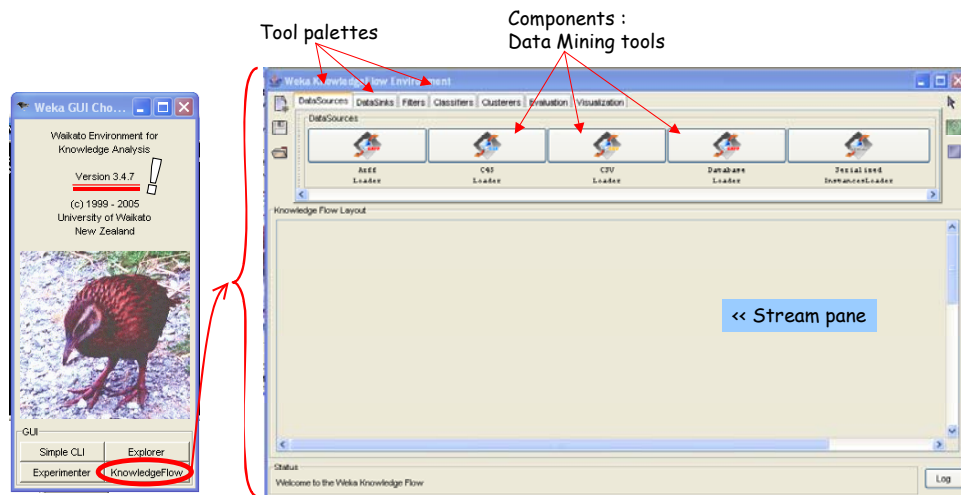 Tool palettes
Components :
Data Mining tools
Weka GUI Cho...
Waikato Environment for
Knowledge Analysis
Version 3.4.7
(c) 1999 - 2005
University of Waikato
New Zealand
GUI
Simple CLI
Explorer
Experimenter
KnowledgeFlow
Weka KnowledgeFlow Environment
DataSources
DataSinks
Filters
Classifiers
Clusterers
Evaluation
Visualization
DataSources
Arff
Loader
C45
Loader
CSV
Loader
Database
Loader
Serialized
InstancesLoader
Knowledge Flow Layout
<< Stream pane
Status
Welcome to the Weka Knowledge Flow
Log